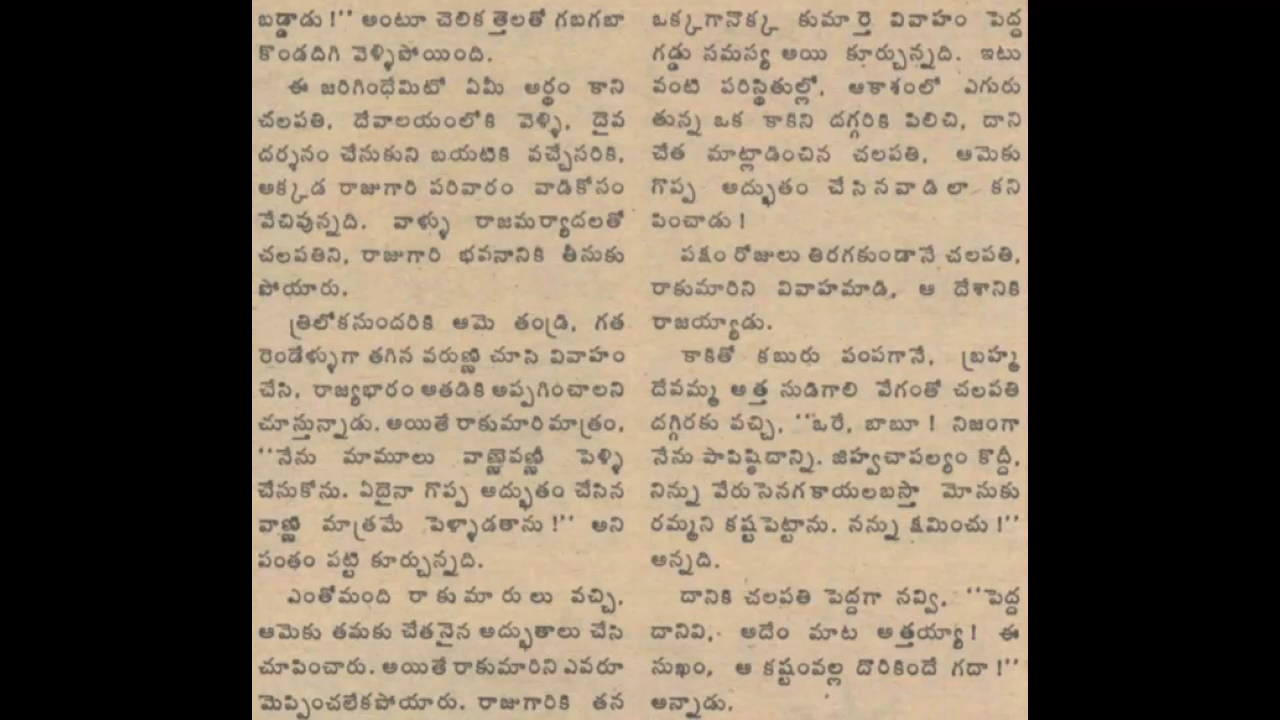 బడ్డాడు !'' అంటూ చెలిక త్తెలతో గబగబా
కొండదిగి వెళ్ళిపోయింది.
ఈ జరిగిందేమిటో ఏమీ అర్థం కాని
చలపతి, దేవాలయంలోకి వెళ్ళి, దైవ
దర్శనం చేసుకుని బయటికి వచ్చేసరికి,
అక్కడ రాజుగారి పరివారం వాడికోసం
వేచివున్నది. వాళ్ళు రాజమర్యాదలతో
చలపతిని, రాజుగారి భవనానికి తీసుకు
పోయారు.
త్రిలోకసుందరికి ఆమె తండ్రి, గత
రెండేళ్ళుగా తగిన వరుణ్ణి చూసి వివాహం
చేసి, రాజ్యభారం అతడికి అప్పగించాలని
చూస్తున్నాడు. అయితే రాకుమారి మాత్రం,
''నేను మామూలు వాణ్ణెవణ్ణీ పెళ్ళి
చేసుకోను. ఏదైనా గొప్ప అద్భుతం చేసిన
వాణ్ణి మాత్రమే పెళ్ళాడతాను !'' అని
పంతం పట్టి కూర్చున్నది.
ఎంతోమంది రాకుమారులు వచ్చి,
ఆమెకు తమకు చేతనైన అద్భుతాలు చేసి
చూపించారు. అయితే రాకుమారిని ఎవరూ
మెప్పించలేకపోయారు. రాజుగారికి తన
ఒక్కగానొక్క కుమార్తె వివాహం పెద్ద
గడ్డు సమస్య అయి కూర్చున్నది. ఇటు
వంటి పరిస్థితుల్లో, ఆకాశంలో ఎగురు
తున్న ఒక కాకిని దగ్గరికి పిలిచి, దాని
చేత మాట్లాడించిన చలపతి, ఆమెకు
గొప్ప అద్భుతం చేసినవాడిలా కని
పించాడు !
పక్షం రోజులు తిరగకుండానే చలపతి,
రాకుమారిని వివాహమాడి, ఆ దేశానికి
రాజయ్యాడు.
కాకితో కబురు పంపగానే, బ్రహ్మ
దేవమ్మ అత్త సుడిగాలి వేగంతో చలపతి
దగ్గిరకు వచ్చి, ''ఒరే, బాబూ ! నిజంగా
నేను పాపిష్ఠిదాన్ని. జిహ్వచాపల్యం కొద్దీ,
నిన్ను వేరుసెనగకాయలబస్తా మోసుకు
రమ్మని కష్టపెట్టాను. నన్ను క్షమించు !''
అన్నది.
దానికి చలపతి పెద్దగా నవ్వి, ''పెద్ద
దానివి, అదేం మాట అత్తయ్యా ! ఈ
సుఖం, ఆ కష్టంవల్ల దొరికిందే గదా !''
అన్నాడు.